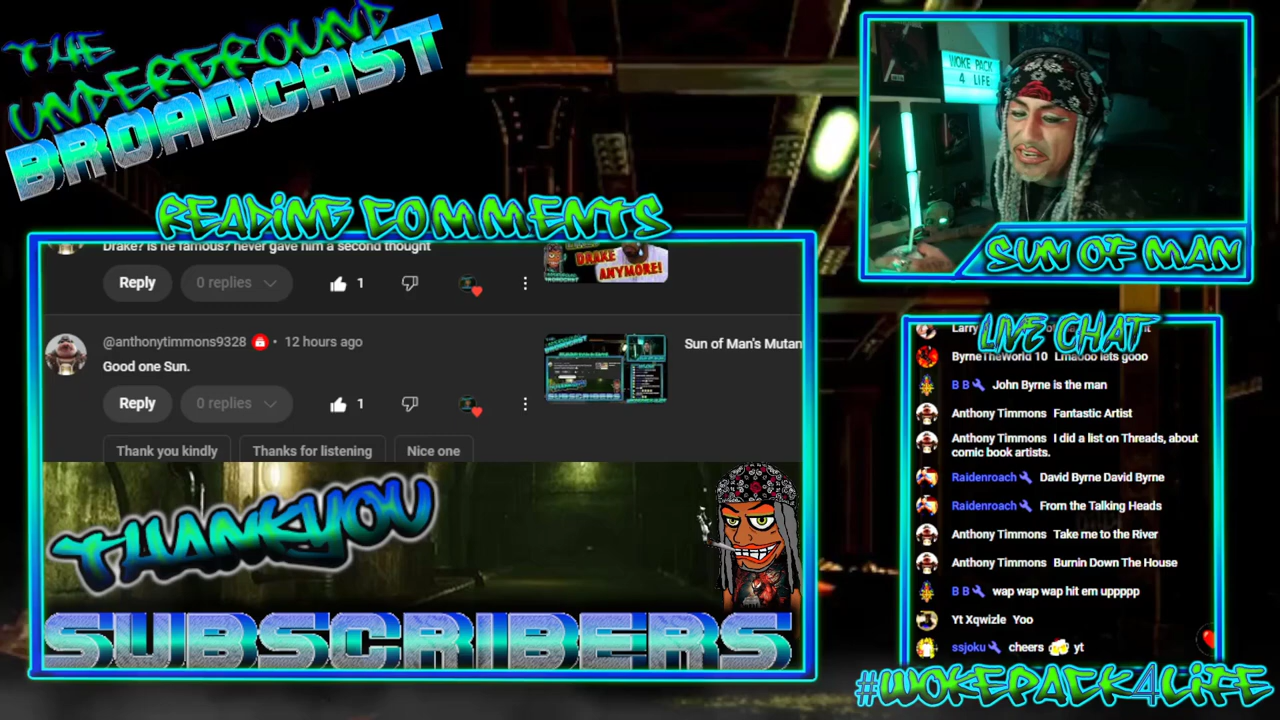 THE
UNDERGROUND
BROADCAST
WOKE PACK
4 LIFE
READING COMMENTS
SUN OF MAN
Drake? is he famous? never gave him a second thought
DRAKE
ANYMORE!
Reply
0 replies
1
@anthonytimmons9328 • 12 hours ago
Good one Sun.
Sun of Man's Mutan
Reply
0 replies
1
Thank you kindly
Thanks for listening
Nice one
THANKYOU
SUBSCRIBERS
LIVE CHAT
Larry
ByrneTheWorld 10 Lmaooo lets gooo
B B John Byrne is the man
Anthony Timmons Fantastic Artist
Anthony Timmons I did a list on Threads, about
comic book artists.
Raidenroach David Byrne David Byrne
Raidenroach From the Talking Heads
Anthony Timmons Take me to the River
Anthony Timmons Burnin Down The House
B B wap wap wap hit em uppppp
Yt Xqwizle Yoo
ssjoku cheers 🍻 yt
#WOKEPACK4LIFE